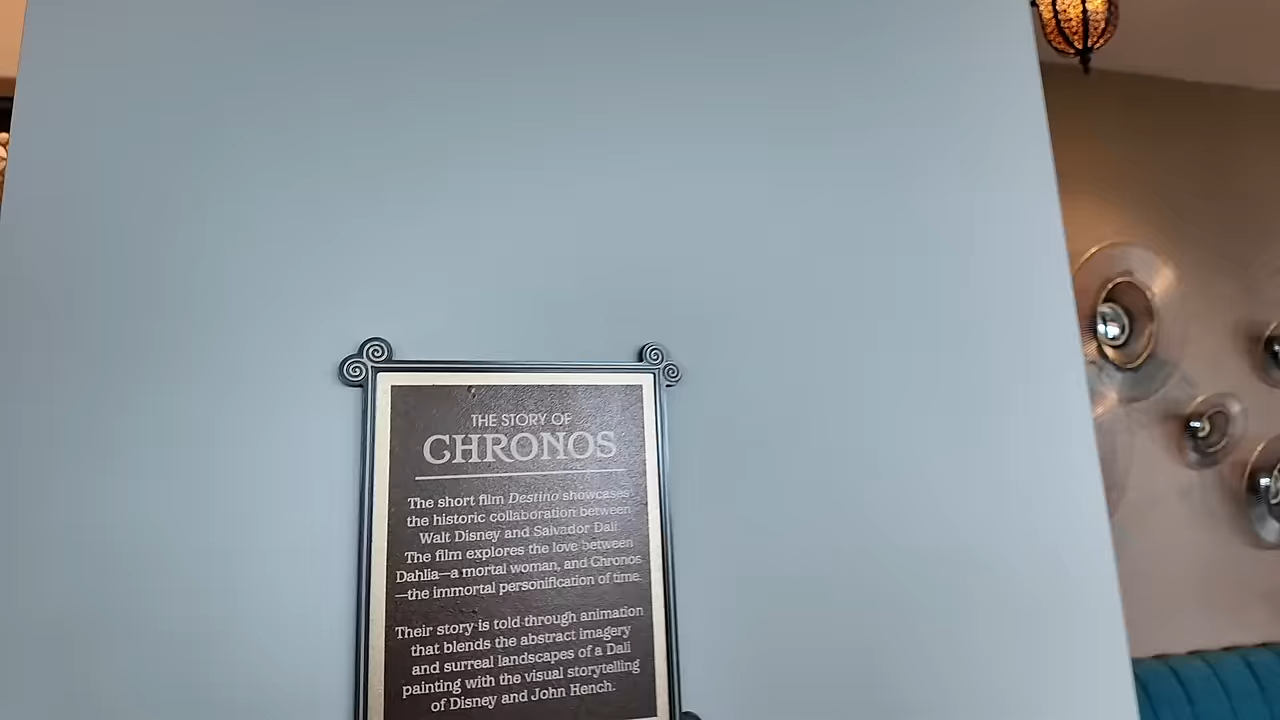 THE STORY OF
CHRONOS
The short film Destino showcases
the historic collaboration between
Walt Disney and Salvador Dalí.
The film explores the love between
Dahlia—a mortal woman, and Chronos
—the immortal personification of time.
Their story is told through animation
that blends the abstract imagery
and surreal landscapes of a Dalí
painting with the visual storytelling
of Disney and John Hench.